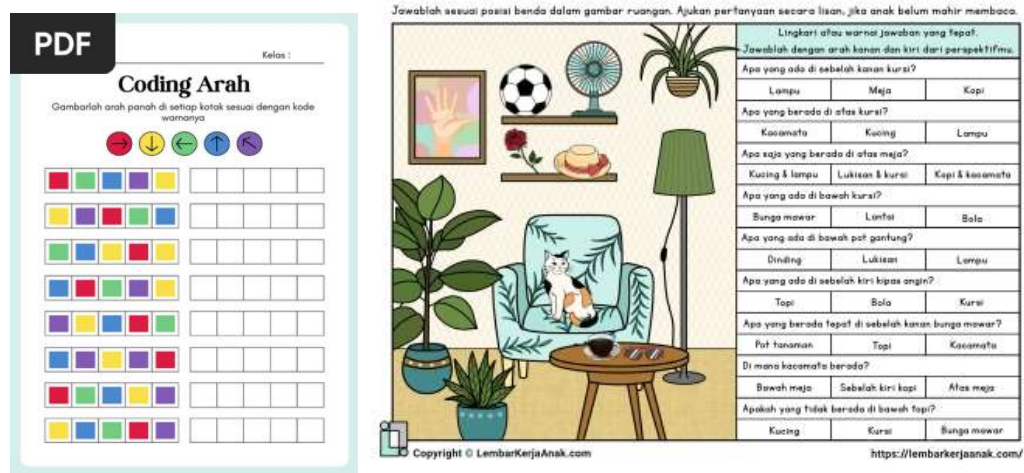 PDF
Kelas :
Coding Arah
Gambarlah arah panah di setiap kotak sesuai dengan kode
warnanya
Jawablah sesuai posisi benda dalam gambar ruangan. Ajukan pertanyaan secara lisan, jika anak belum mahir membaca.
Lingkari atau warnai jawaban yang tepat.
Jawablah dengan arah kanan dan kiri dari perspektifmu.
Apa yang ada di sebelah kanan kursi?
Lampu Meja Kopi
Apa yang berada di atas kursi?
Kacamata Kucing Lampu
Apa saja yang berada di atas meja?
Kucing & lampu Lukisan & kursi Kopi & kacamata
Apa yang ada di bawah kursi?
Bunga mawar Lantai Bola
Apa yang ada di bawah pot gantung?
Dinding Lukisan Lampu
Apa yang ada di sebelah kiri kipas angin?
Topi Bola Kursi
Apa yang berada tepat di sebelah kanan bunga mawar?
Pot tanaman Topi Kacamata
Di mana kacamata berada?
Bawah meja Sebelah kiri kopi Atas meja
Apakah yang tidak berada di bawah topi?
Kucing Kursi Bunga mawar
Copyright © LembarKerjaAnak.com
https://lembarkerjaanak.com/